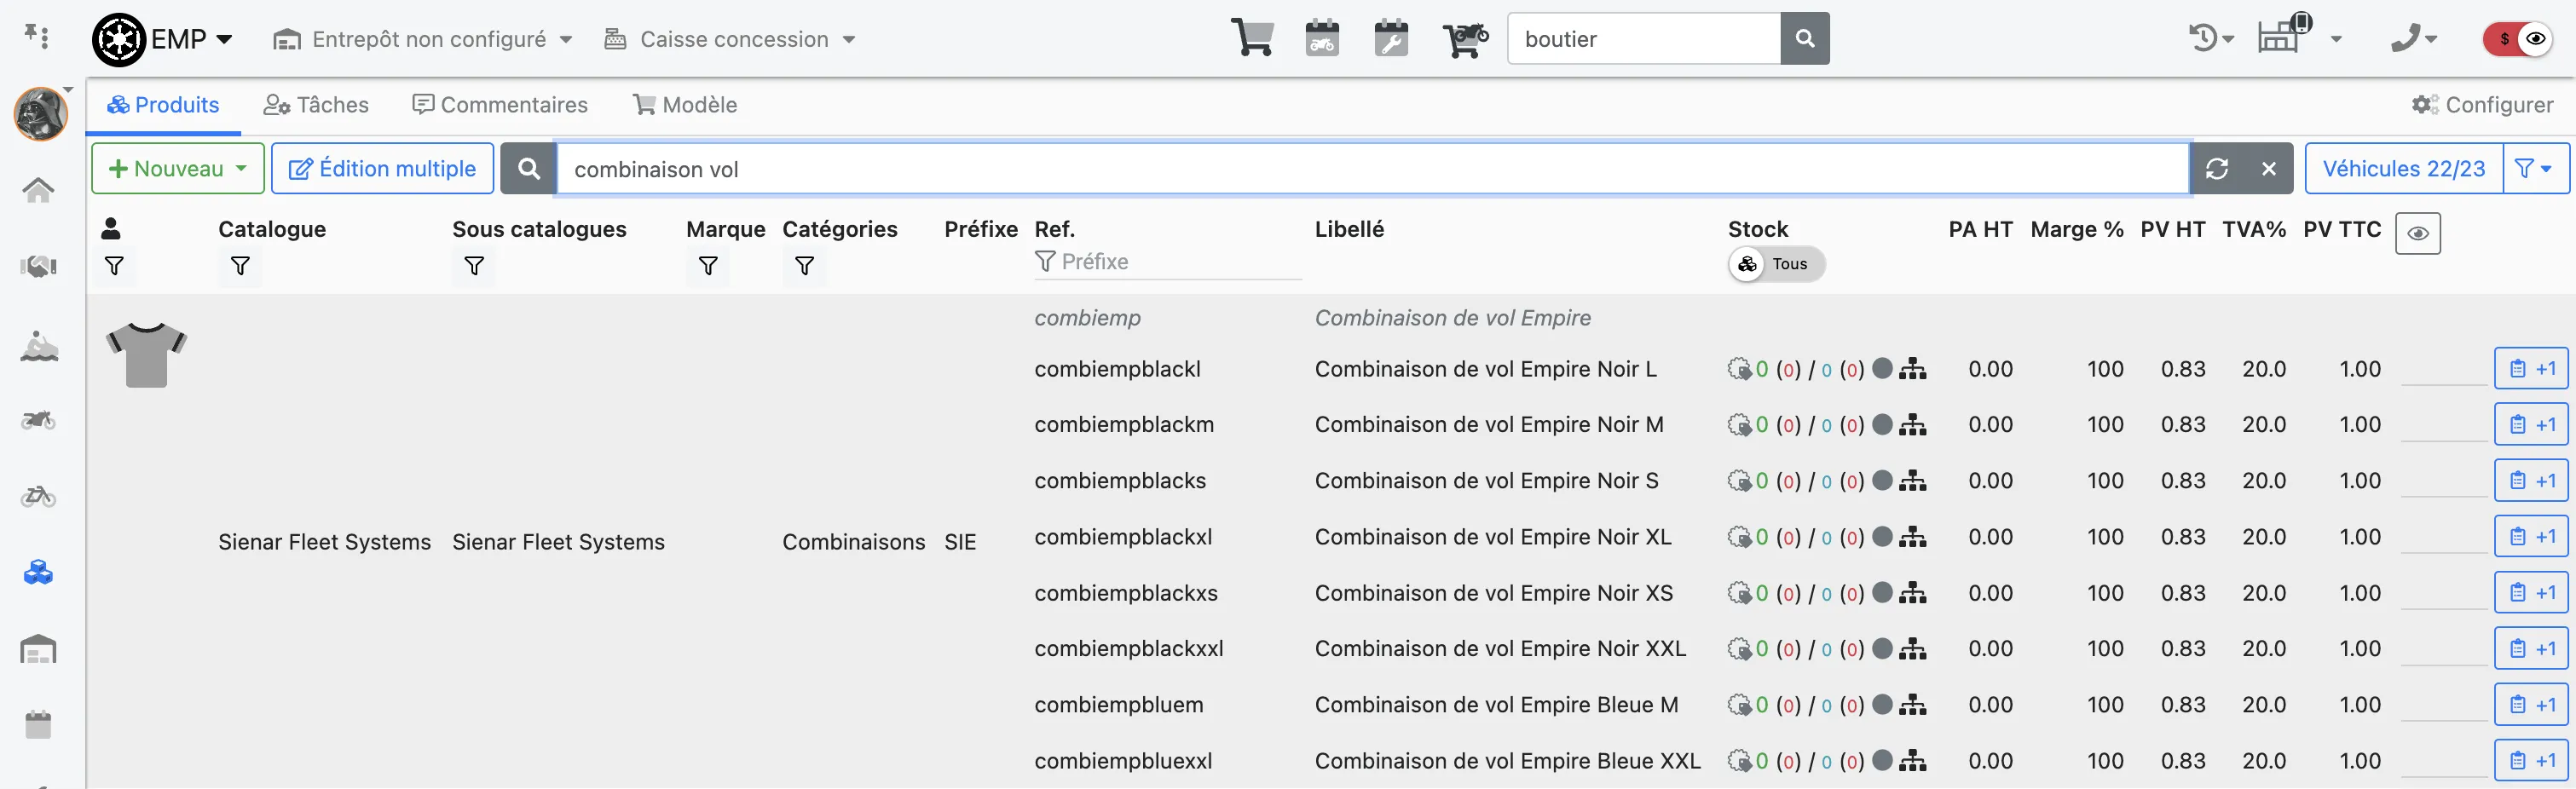 EMP Entrepôt non configuré Caisse concession boutier $
Produits Tâches Commentaires Modèle Configurer
+ Nouveau Édition multiple combinaison vol Véhicules 22/23
Catalogue Sous catalogues Marque Catégories Préfixe Ref. Libellé Stock PA HT Marge % PV HT TVA% PV TTC
Préfixe Tous
combiemp Combinaison de vol Empire
combiempblackl Combinaison de vol Empire Noir L 0 (0) / 0 (0) 0.00 100 0.83 20.0 1.00 +1
combiempblackm Combinaison de vol Empire Noir M 0 (0) / 0 (0) 0.00 100 0.83 20.0 1.00 +1
combiempblacks Combinaison de vol Empire Noir S 0 (0) / 0 (0) 0.00 100 0.83 20.0 1.00 +1
Sienar Fleet Systems Sienar Fleet Systems Combinaisons SIE combiempblackxl Combinaison de vol Empire Noir XL 0 (0) / 0 (0) 0.00 100 0.83 20.0 1.00 +1
combiempblackxs Combinaison de vol Empire Noir XS 0 (0) / 0 (0) 0.00 100 0.83 20.0 1.00 +1
combiempblackxxl Combinaison de vol Empire Noir XXL 0 (0) / 0 (0) 0.00 100 0.83 20.0 1.00 +1
combiempbluem Combinaison de vol Empire Bleue M 0 (0) / 0 (0) 0.00 100 0.83 20.0 1.00 +1
combiempbluexxl Combinaison de vol Empire Bleue XXL 0 (0) / 0 (0) 0.00 100 0.83 20.0 1.00 +1